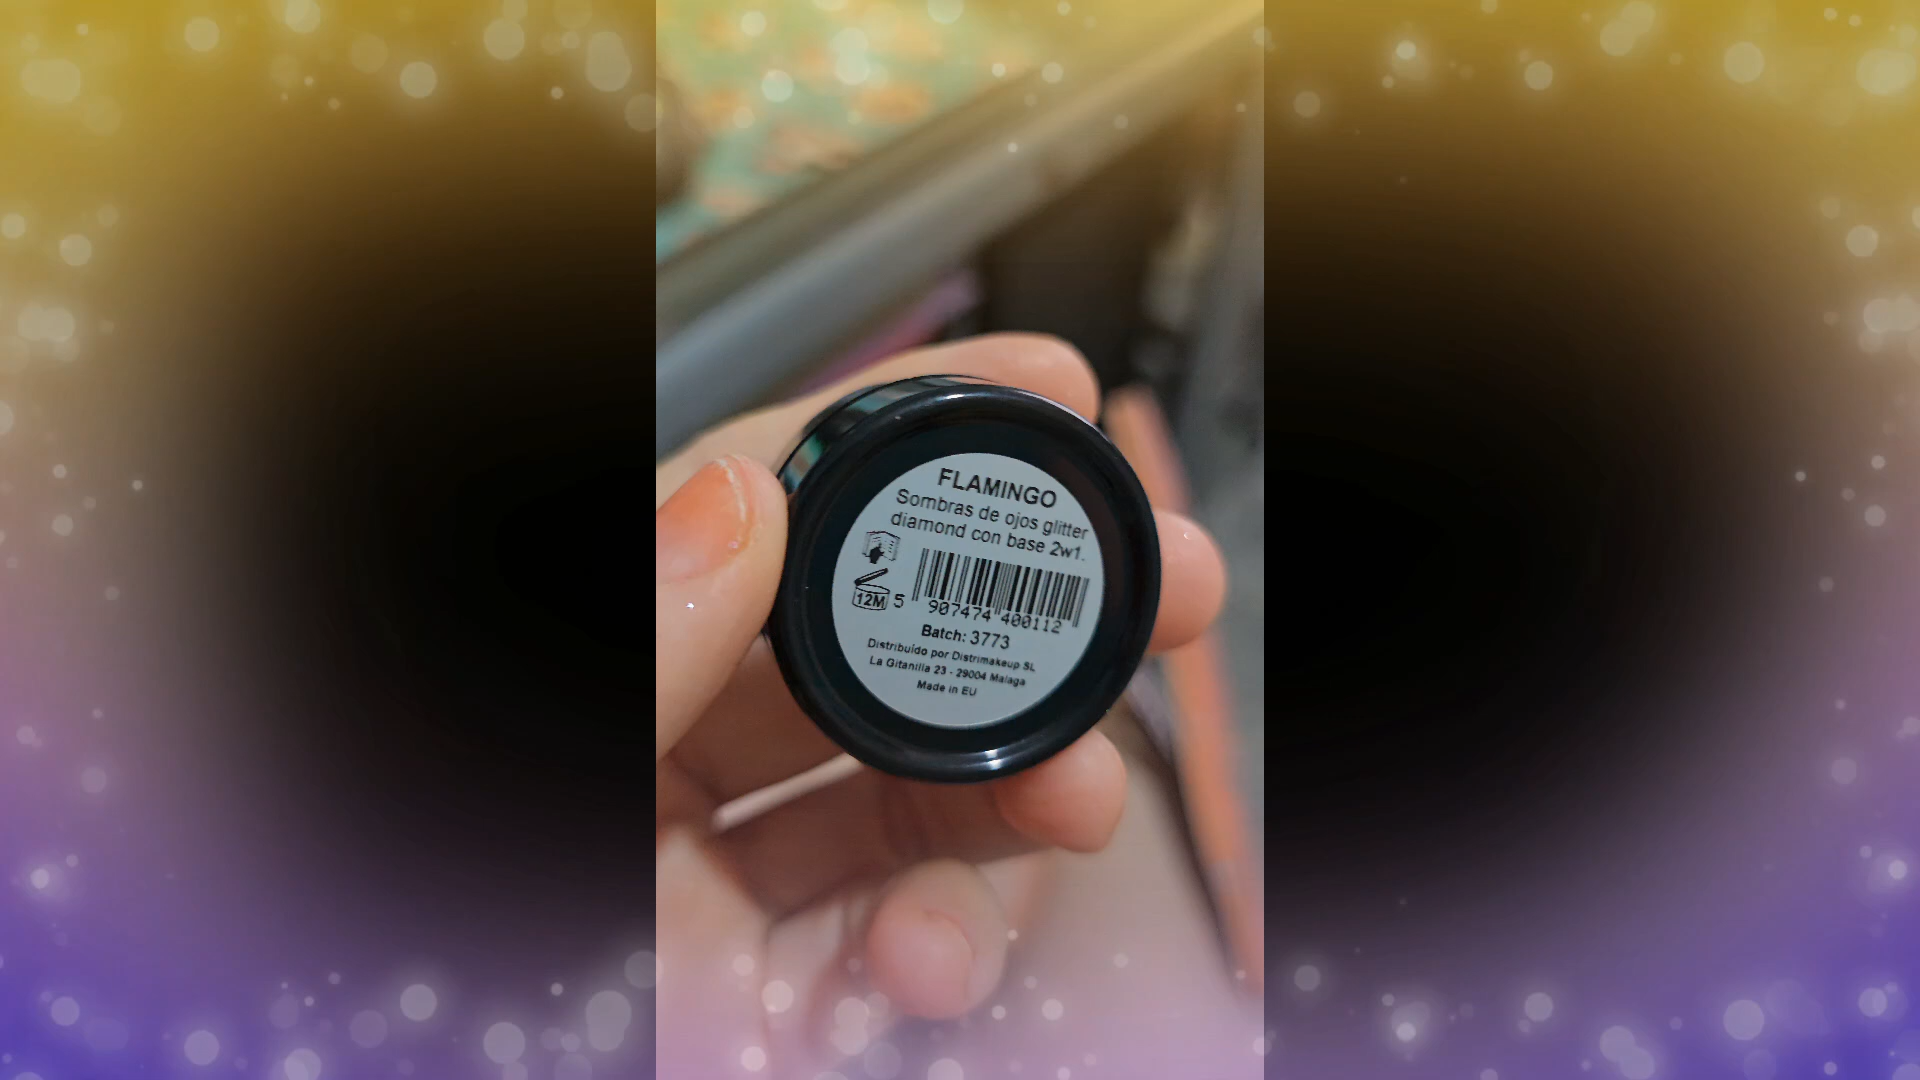 FLAMINGO
Sombras de ojos glitter
diamond con base 2w1.
12M
5 907474 400112
Batch: 3773
Distribuído por Distrimakeup SL
La Gitanilla 23 - 29004 Malaga
Made in EU